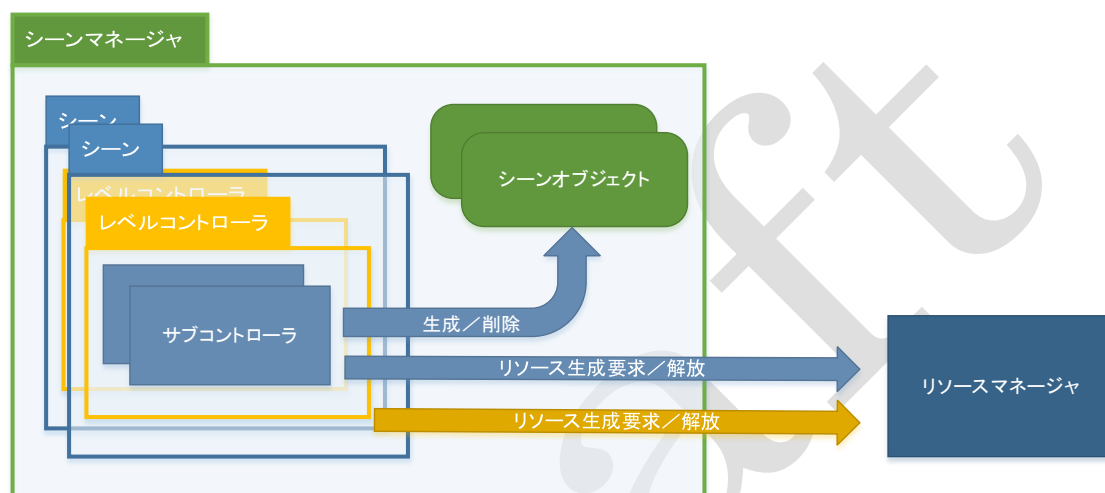 シーンマネージャ
シーン
シーン
レベルコントローラ
レベルコントローラ
サブコントローラ
シーンオブジェクト
生成／削除
リソース生成要求／解放
リソース生成要求／解放
リソースマネージャ
aft